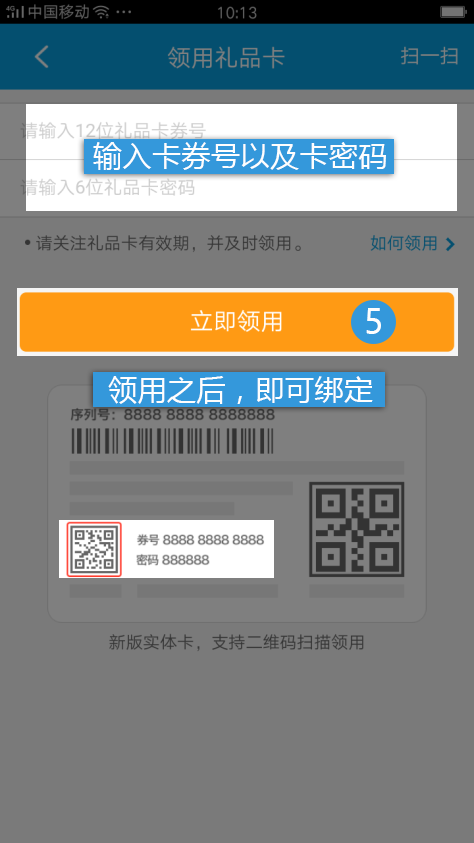 4G 中国移动 ··· 10:13
领用礼品卡 扫一扫
请输入12位礼品卡券号
输入卡券号以及卡密码
请输入6位礼品卡密码
• 请关注礼品卡有效期，并及时领用。 如何领用
立即领用 5
领用之后，即可绑定
序列号：8888 8888 8888888
券号 8888 8888 8888
密码 888888
新版实体卡，支持二维码扫描领用